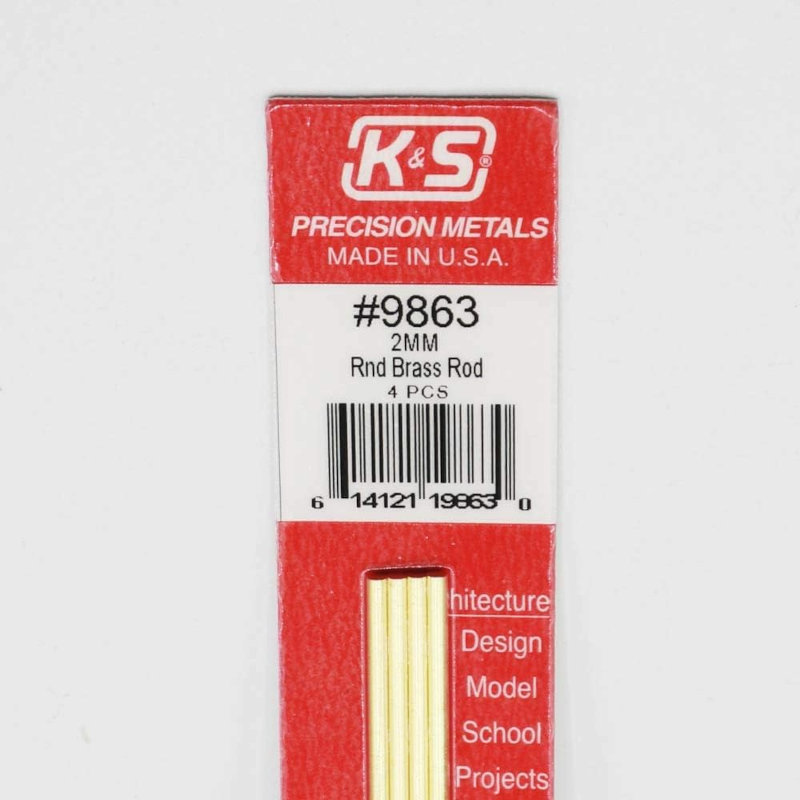 K&S®
PRECISION METALS
MADE IN U.S.A.
#9863
2MM
Rnd Brass Rod
4 PCS
6 14121 19863 0
hitecture
Design
Model
School
Projects